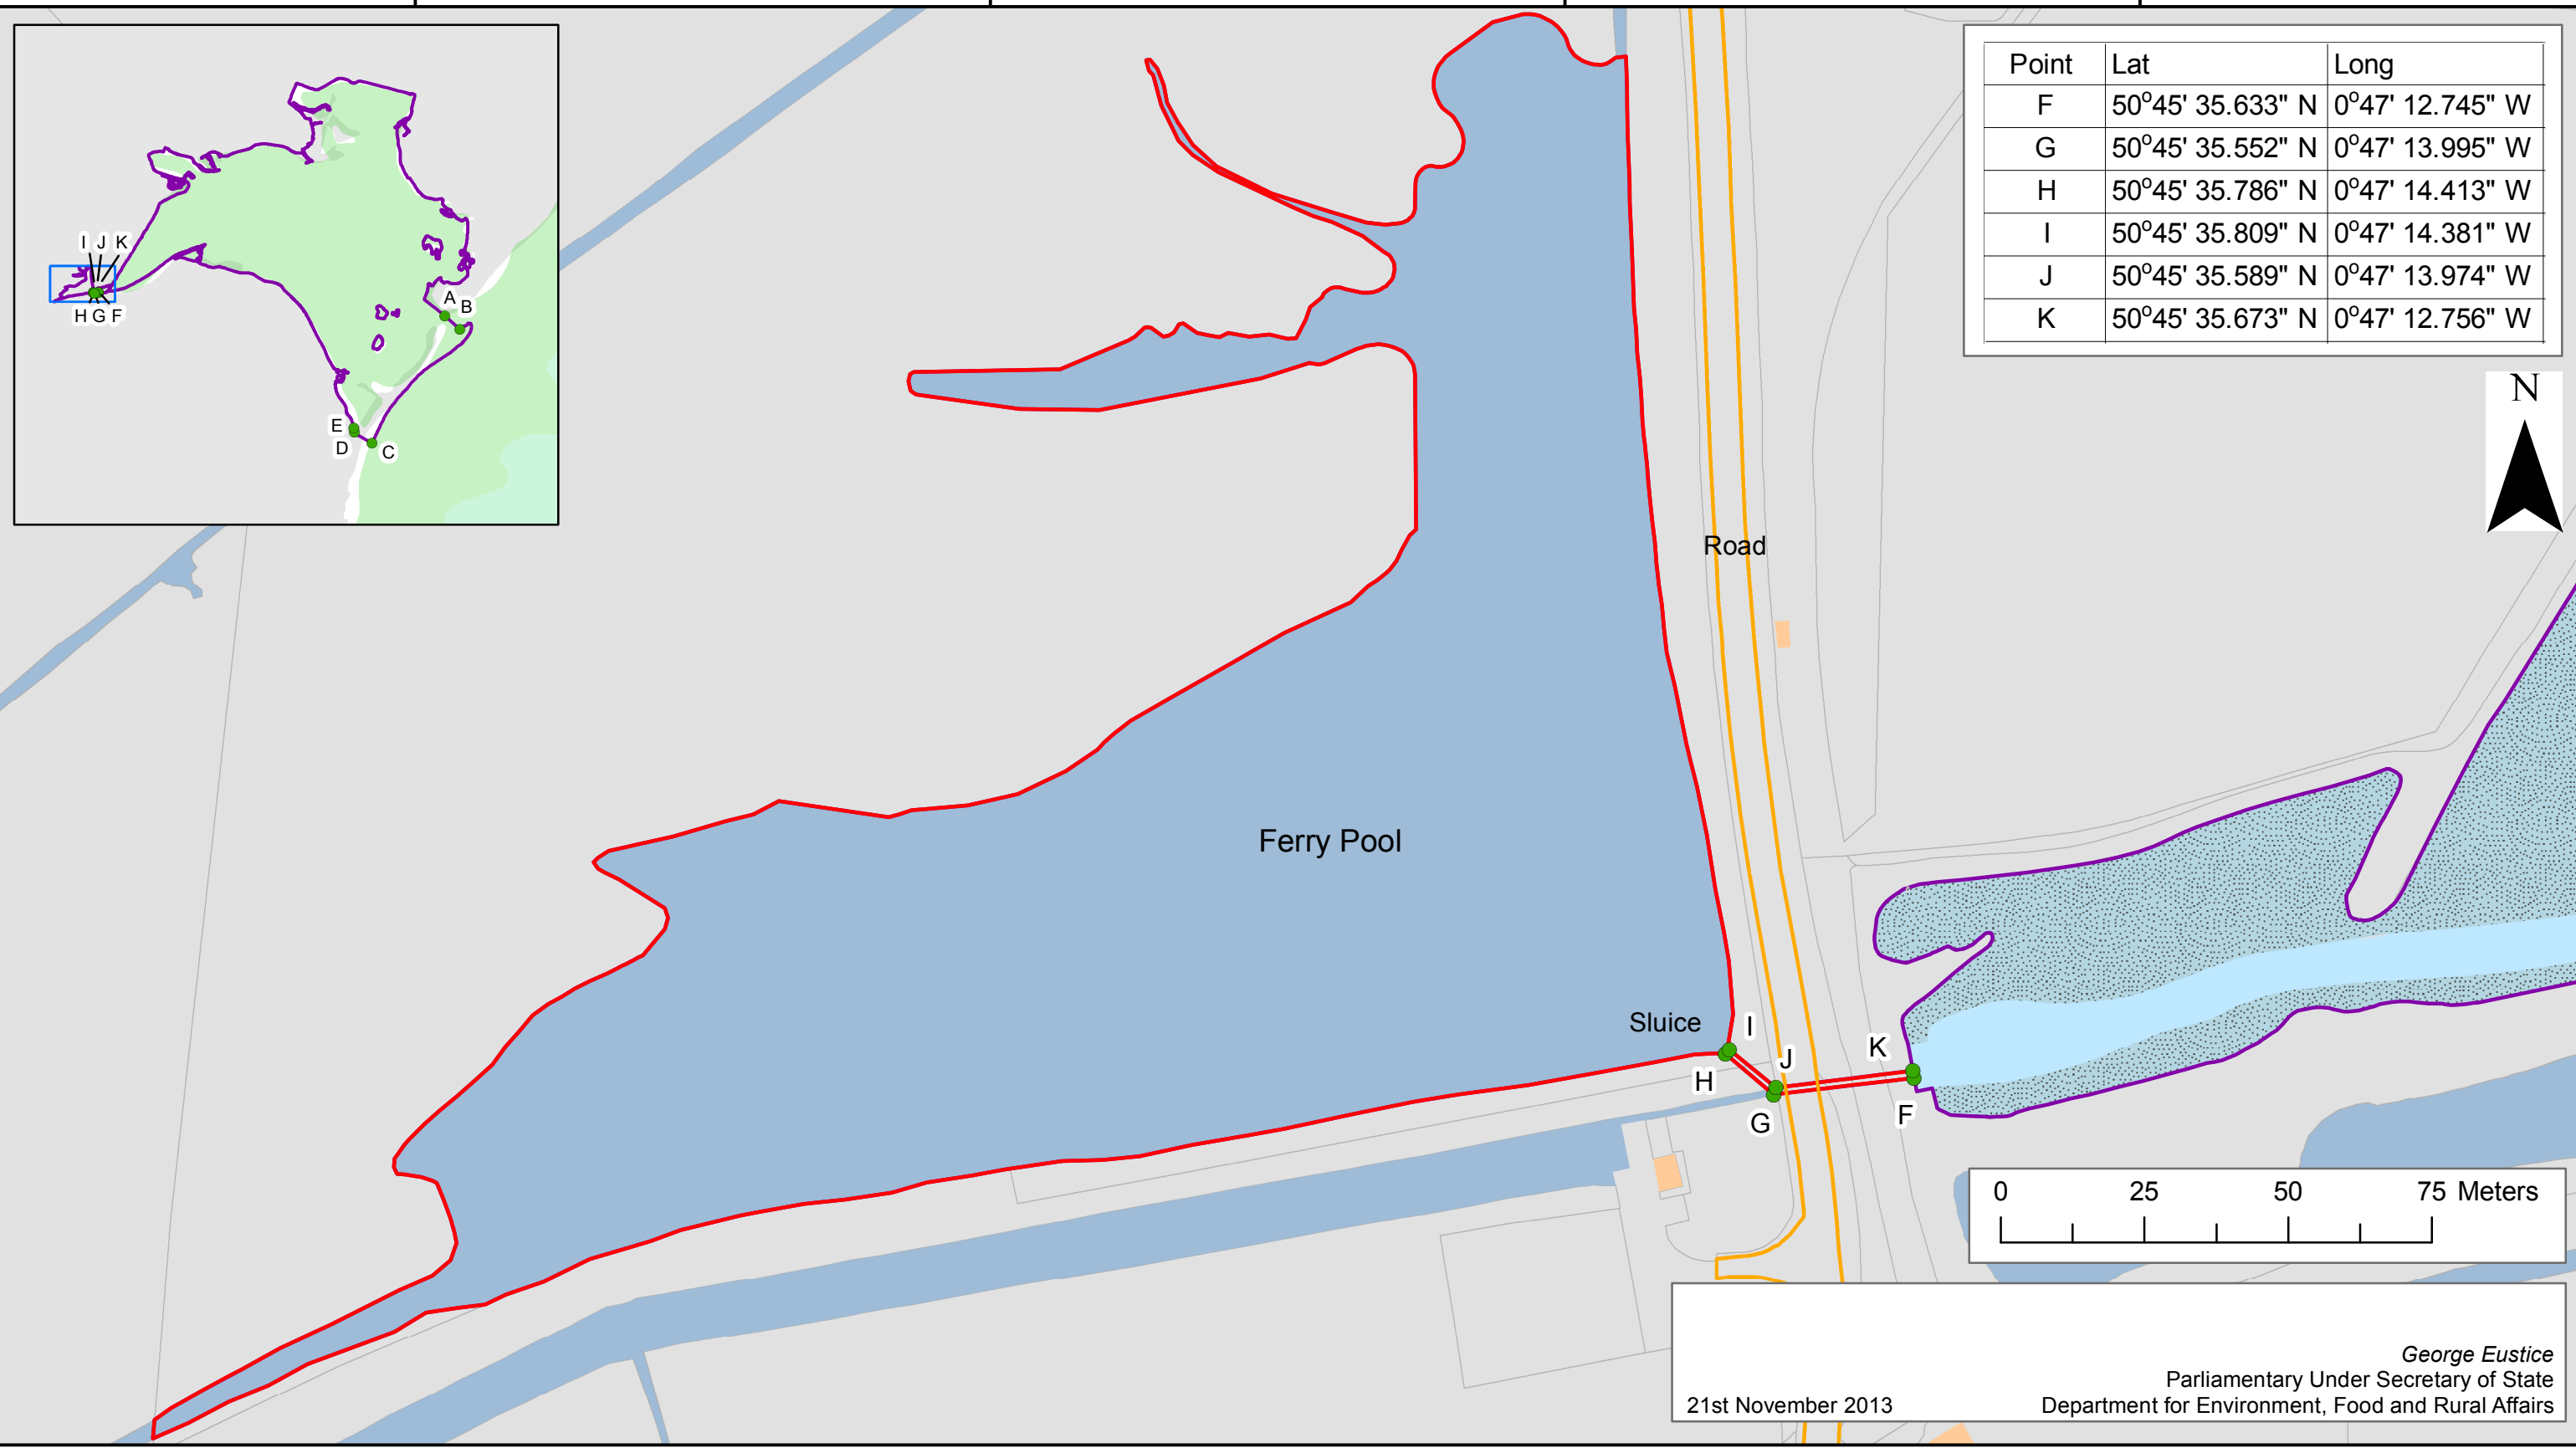 I J K
H G F
A
B
E
D
C
Point Lat Long
F 50°45' 35.633" N 0°47' 12.745" W
G 50°45' 35.552" N 0°47' 13.995" W
H 50°45' 35.786" N 0°47' 14.413" W
I 50°45' 35.809" N 0°47' 14.381" W
J 50°45' 35.589" N 0°47' 13.974" W
K 50°45' 35.673" N 0°47' 12.756" W
N
Road
Ferry Pool
Sluice
I
J
K
H
G
F
0 25 50 75 Meters
George Eustice
Parliamentary Under Secretary of State
21st November 2013 Department for Environment, Food and Rural Affairs